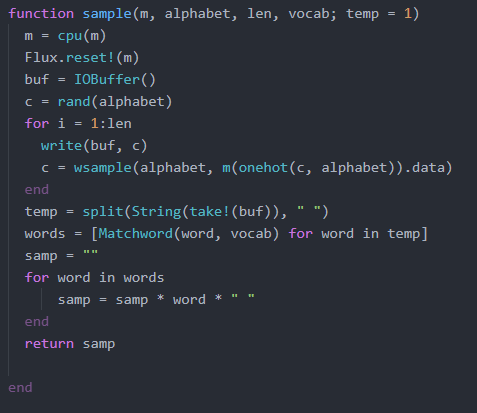 function sample(m, alphabet, len, vocab; temp = 1)
m = cpu(m)
Flux.reset!(m)
buf = IOBuffer()
c = rand(alphabet)
for i = 1:len
write(buf, c)
c = wsample(alphabet, m(onehot(c, alphabet)).data)
end
temp = split(String(take!(buf)), " ")
words = [Matchword(word, vocab) for word in temp]
samp = ""
for word in words
samp = samp * word * " "
end
return samp
end